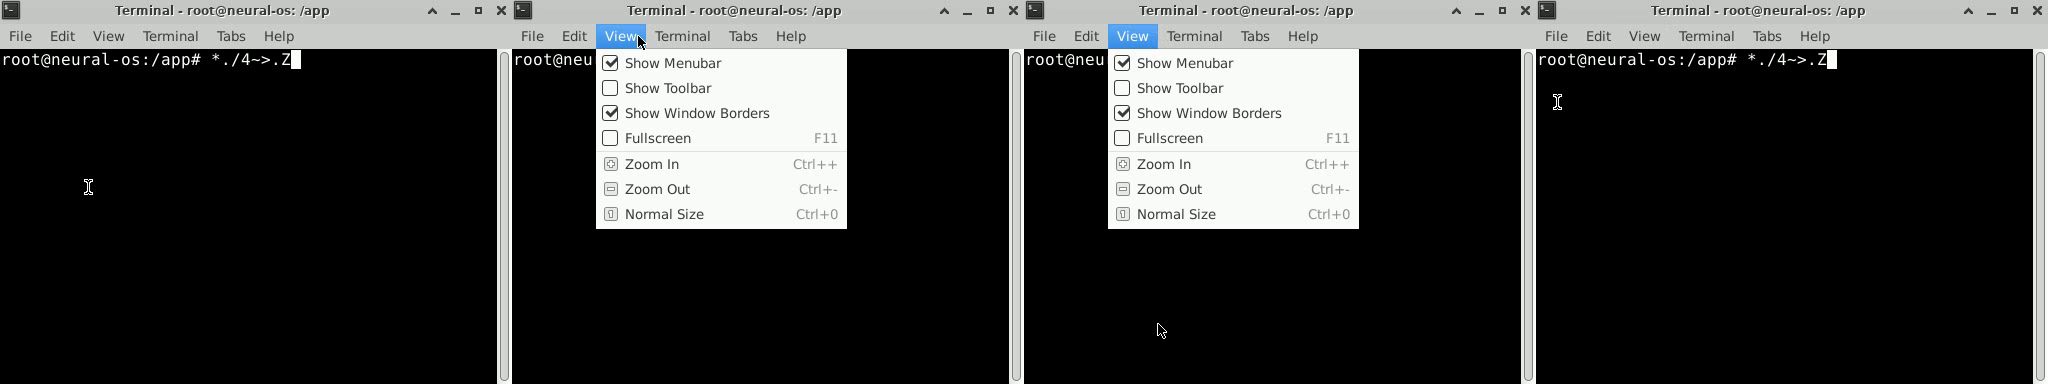 Terminal - root@neural-os: /app
File Edit View Terminal Tabs Help
root@neural-os:/app# *./4~>.Z
Terminal - root@neural-os: /app
File Edit View Terminal Tabs Help
root@neu
Show Menubar
Show Toolbar
Show Window Borders
Fullscreen F11
Zoom In Ctrl++
Zoom Out Ctrl+-
Normal Size Ctrl+0
Terminal - root@neural-os: /app
File Edit View Terminal Tabs Help
root@neu
Show Menubar
Show Toolbar
Show Window Borders
Fullscreen F11
Zoom In Ctrl++
Zoom Out Ctrl+-
Normal Size Ctrl+0
Terminal - root@neural-os: /app
File Edit View Terminal Tabs Help
root@neural-os:/app# *./4~>.Z